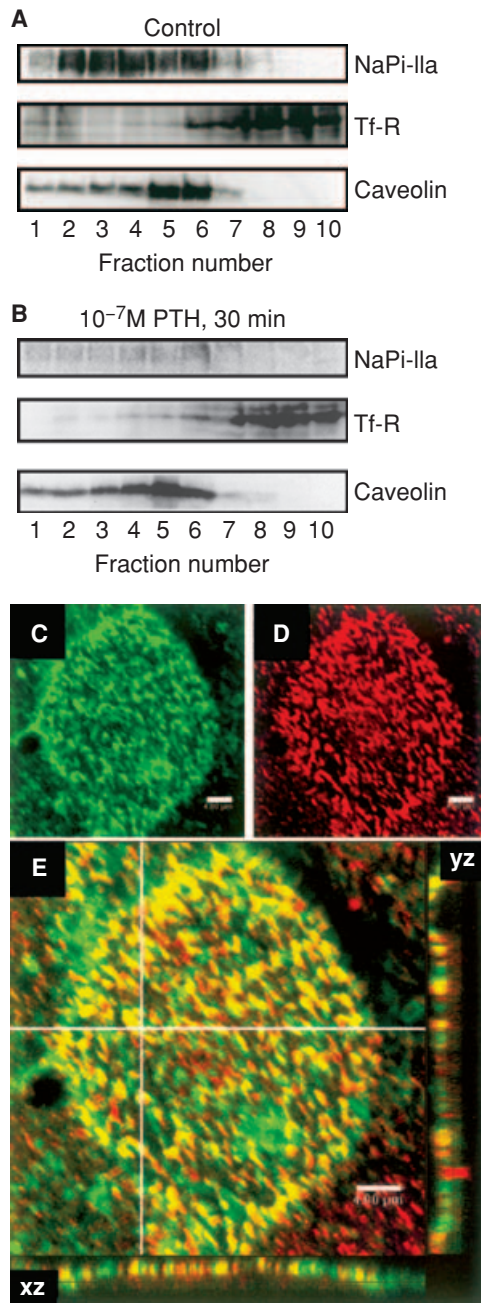 A
Control
NaPi-lla
Tf-R
Caveolin
1 2 3 4 5 6 7 8 9 10
Fraction number
B
10⁻⁷M PTH, 30 min
NaPi-lla
Tf-R
Caveolin
1 2 3 4 5 6 7 8 9 10
Fraction number
C
D
E
yz
xz